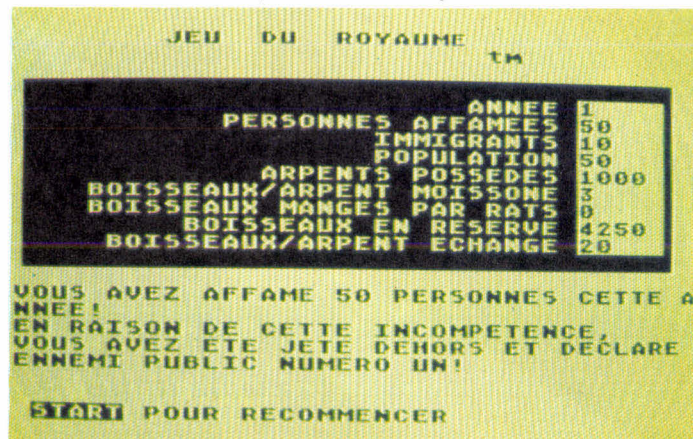 JEU DU ROYAUME
tm
ANNEE 1
PERSONNES AFFAMEES 50
IMMIGRANTS 10
POPULATION 50
ARPENTS POSSEDES 1000
BOISSEAUX/ARPENT MOISSONE 3
BOISSEAUX MANGES PAR RATS 0
BOISSEAUX EN RESERVE 4250
BOISSEAUX/ARPENT ECHANGE 20
VOUS AVEZ AFFAME 50 PERSONNES CETTE A
NNEE!
EN RAISON DE CETTE INCOMPETENCE,
VOUS AVEZ ETE JETE DEHORS ET DECLARE
ENNEMI PUBLIC NUMERO UN!
START POUR RECOMMENCER